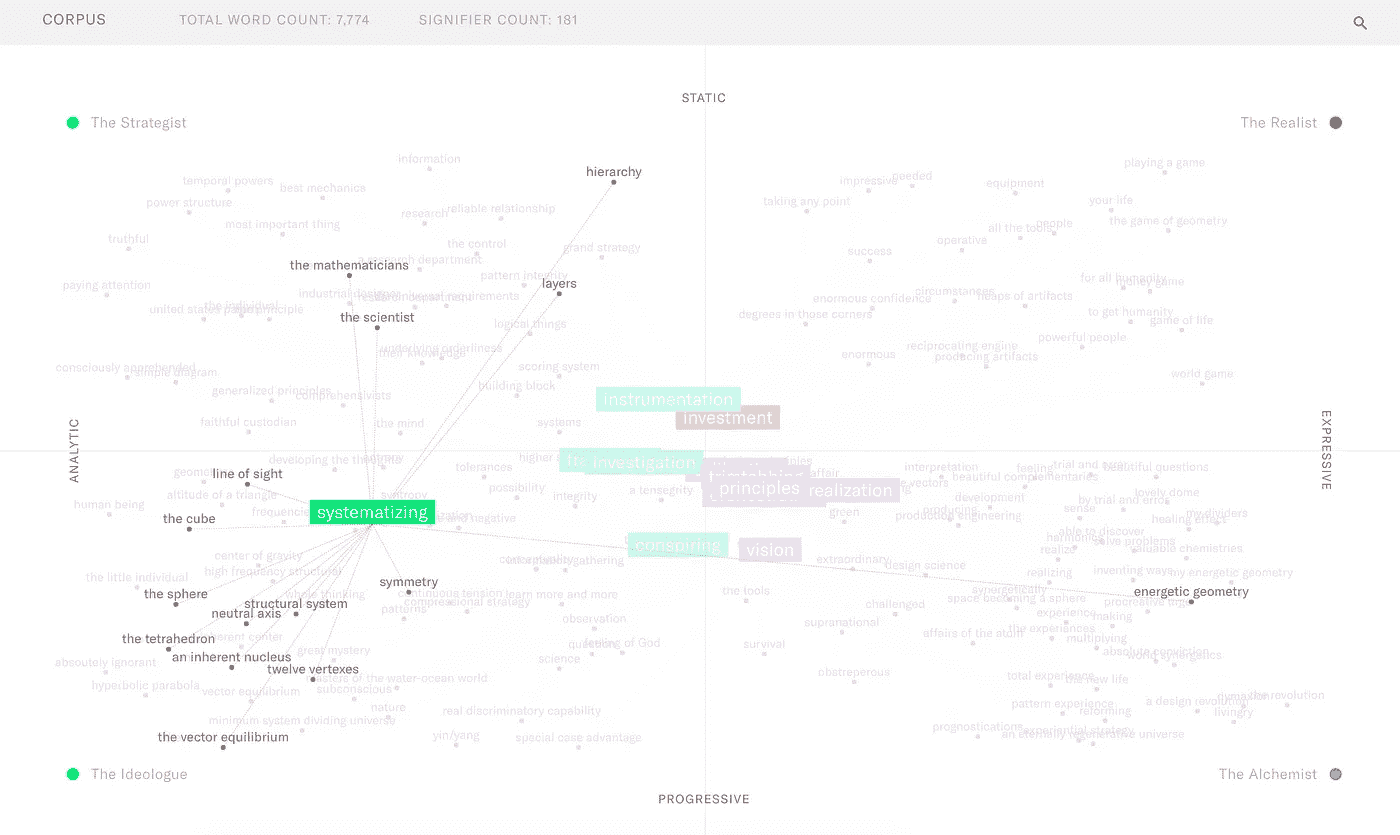 CORPUS TOTAL WORD COUNT: 7,774 SIGNIFIER COUNT: 181
STATIC
The Strategist
The Realist
information
playing a game
hierarchy
temporal powers
best mechanics
impressive
needed
equipment
power structure
taking any point
your life
research
reliable relationship
most important thing
all the tools
people
the game of geometry
truthful
the control
grand strategy
operative
success
a research department
the mathematicians
pattern integrity
for all humanity
money game
paying attention
industrial designer
layers
enormous confidence
circumstances
heaps of artifacts
the individual
united states
principle
the scientist
logical things
degrees in those corners
to get humanity
game of life
underlying orderliness
their knowledge
enormous
reciprocating engine
producing artifacts
powerful people
consciously apprehended
simple diagram
scoring system
world game
generalized principles
comprehensivists
building block
instrumentation
investment
faithful custodian
the mind
systems
ANALYTIC
EXPRESSIVE
developing the
higher
investigation
affair
interpretation
feeling
trial and error
beautiful questions
line of sight
tolerances
vectors
beautiful complementaries
altitude of a triangle
possibility
integrity
a tensegrity
principles
realization
development
by trial and error
lovely dome
human being
syntropy
the cube
systematizing
and negative
green
producing
production engineering
sense
healing effect
my dividers
able to discover
harmonics
solve problems
center of gravity
conspiring
vision
realize
valuable chemistries
the little individual
high frequency structural
symmetry
extraordinary
design science
realizing
inventing ways
my energetic geometry
the sphere
whole thinking
continuous tension
learn more and more
the tools
synergetically
space becoming a sphere
energetic geometry
neutral axis
structural system
patterns
compressional strategy
challenged
experience
making
observation
supranational
affairs of the atom
the experiences
multiplying
the tetrahedron
great mystery
question
feeling of God
survival
absolute conviction
world synergetics
absoutely ignorant
an inherent nucleus
twelve vertexes
science
obstreperous
hyperbolic parabola
vector equilibrium
subconscious
masters of the water-ocean world
total experience
the new life
nature
real discriminatory capability
pattern experience
reforming
a design revolution
livingry
minimum system dividing universe
the vector equilibrium
yin/yang
special case advantage
prognostications
experiential strategy
an eternally regenerative universe
The Ideologue
The Alchemist
PROGRESSIVE